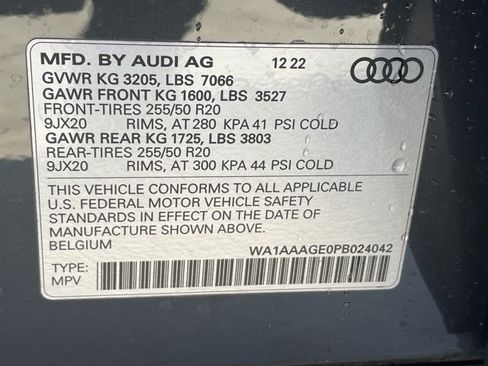 MFD. BY AUDI AG 12 22
GVWR KG 3205, LBS 7066
GAWR FRONT KG 1600, LBS 3527
FRONT-TIRES 255/50 R20
9JX20 RIMS, AT 280 KPA 41 PSI COLD
GAWR REAR KG 1725, LBS 3803
REAR-TIRES 255/50 R20
9JX20 RIMS, AT 300 KPA 44 PSI COLD
THIS VEHICLE CONFORMS TO ALL APPLICABLE
U.S. FEDERAL MOTOR VEHICLE SAFETY
STANDARDS IN EFFECT ON THE DATE OF
MANUFACTURE SHOWN ABOVE.
BELGIUM WA1AAAGE0PB024042
TYPE:
MPV